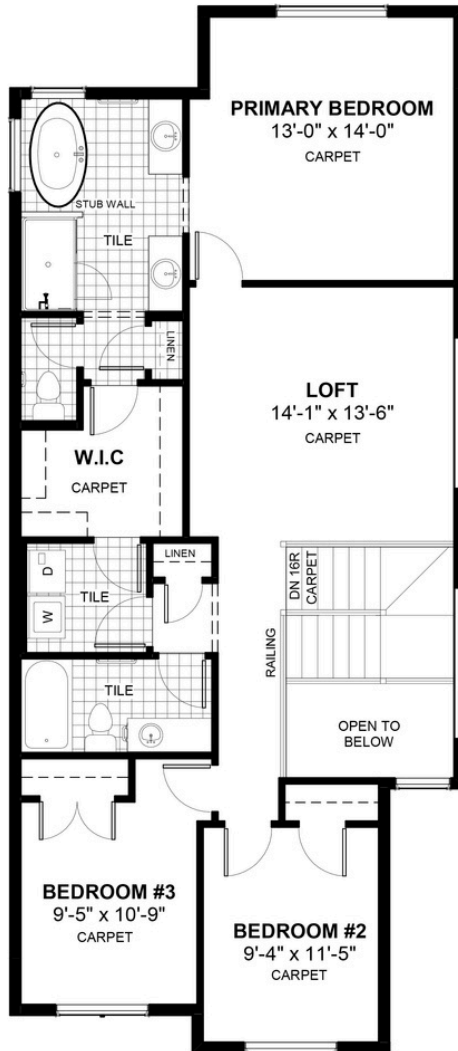 PRIMARY BEDROOM
13'-0" x 14'-0"
CARPET
STUB WALL
TILE
LINEN
LOFT
14'-1" x 13'-6"
CARPET
W.I.C
CARPET
D
W
TILE
LINEN
DN 16R
CARPET
RAILING
TILE
OPEN TO
BELOW
BEDROOM #3
9'-5" x 10'-9"
CARPET
BEDROOM #2
9'-4" x 11'-5"
CARPET